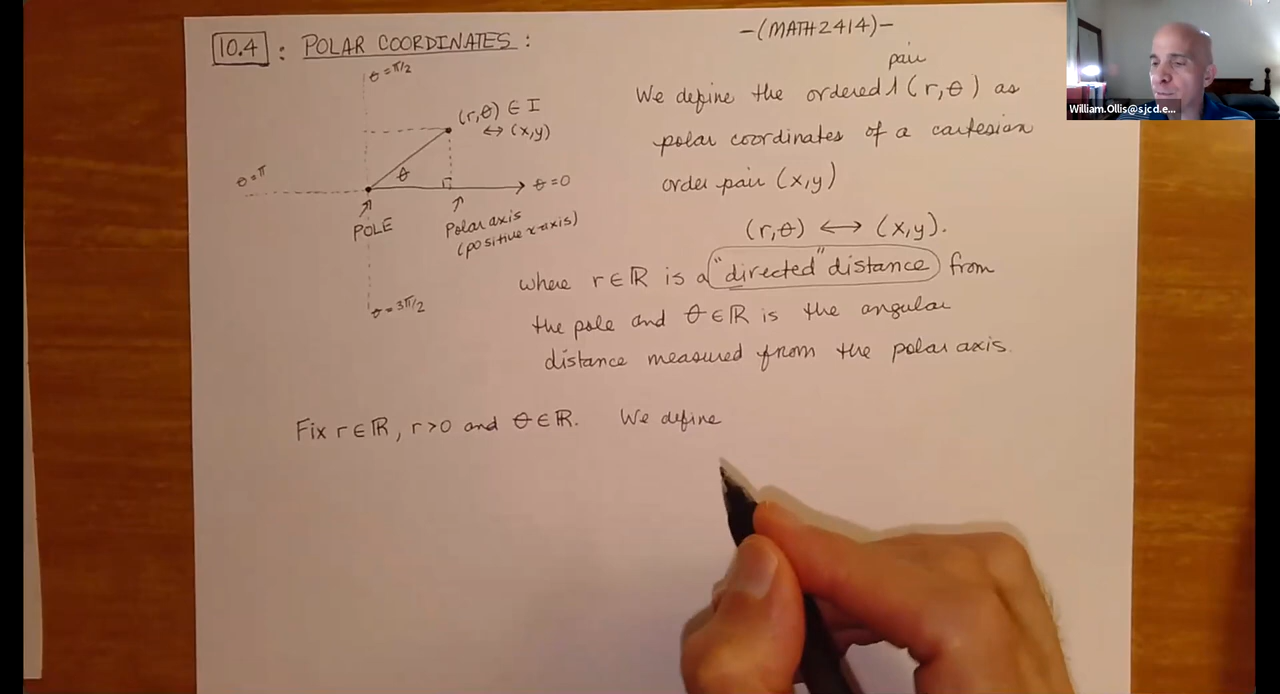 10.4 : POLAR COORDINATES :
-(MATH 2414)-
θ = π/2
(r,θ) ∈ I
↔ (x,y)
θ
θ = π
θ = 0
POLE
Polar axis
(positive x-axis)
θ = 3π/2
pair
We define the ordered (r,θ) as
polar coordinates of a cartesian
order pair (x,y)
(r,θ) ↔ (x,y).
where r ∈ ℝ is a "directed" distance from
the pole and θ ∈ ℝ is the angular
distance measured from the polar axis.
Fix r ∈ ℝ, r > 0 and θ ∈ ℝ. We define
William.Ollis@sjcd.e...